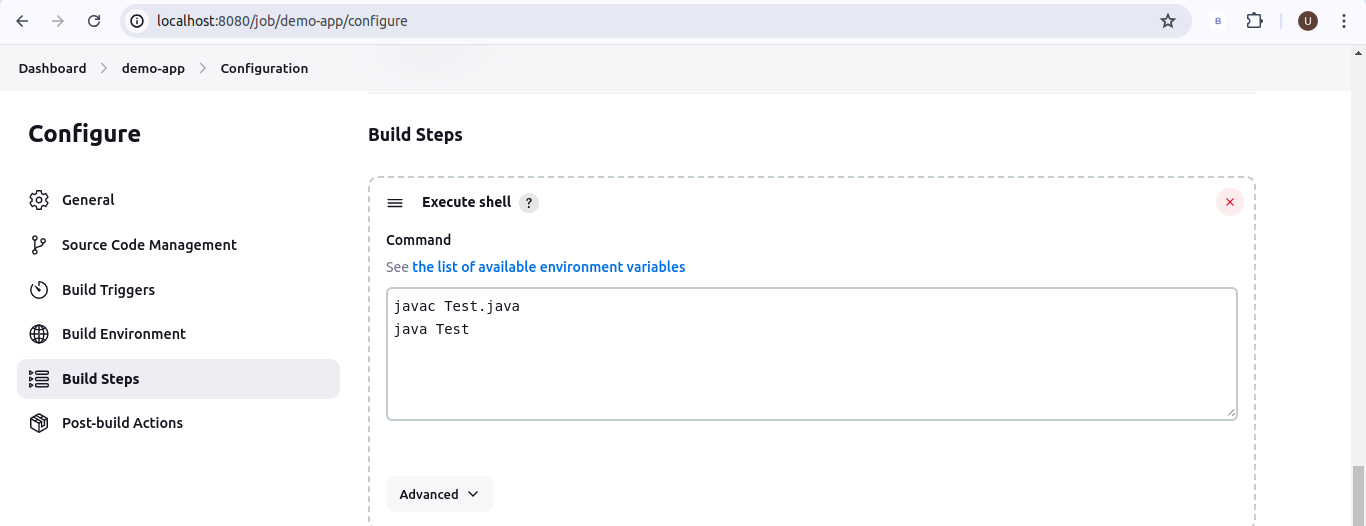 localhost:8080/job/demo-app/configure
B
U
Dashboard > demo-app > Configuration
Configure
General
Source Code Management
Build Triggers
Build Environment
Build Steps
Post-build Actions
Build Steps
Execute shell ?
Command
See the list of available environment variables
javac Test.java
java Test
Advanced